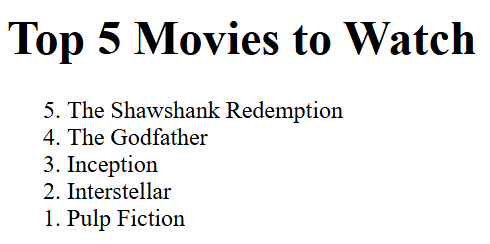 Top 5 Movies to Watch
5. The Shawshank Redemption
4. The Godfather
3. Inception
2. Interstellar
1. Pulp Fiction